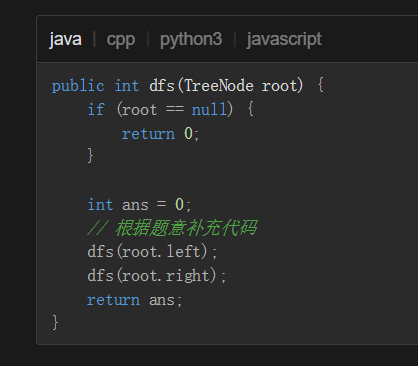 java | cpp | python3 | javascript
public int dfs(TreeNode root) {
    if (root == null) {
        return 0;
    }

    int ans = 0;
    // 根据题意补充代码
    dfs(root.left);
    dfs(root.right);
    return ans;
}